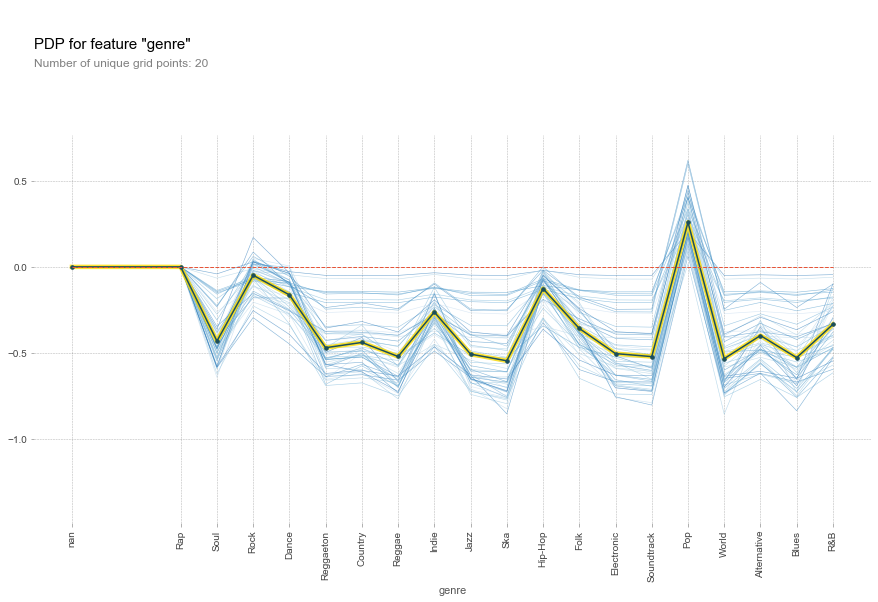 PDP for feature "genre"
Number of unique grid points: 20
0.5
0.0
−0.5
−1.0
nan
Rap
Soul
Rock
Dance
Reggaeton
Country
Reggae
Indie
Jazz
Ska
Hip-Hop
Folk
Electronic
Soundtrack
Pop
World
Alternative
Blues
R&B
genre